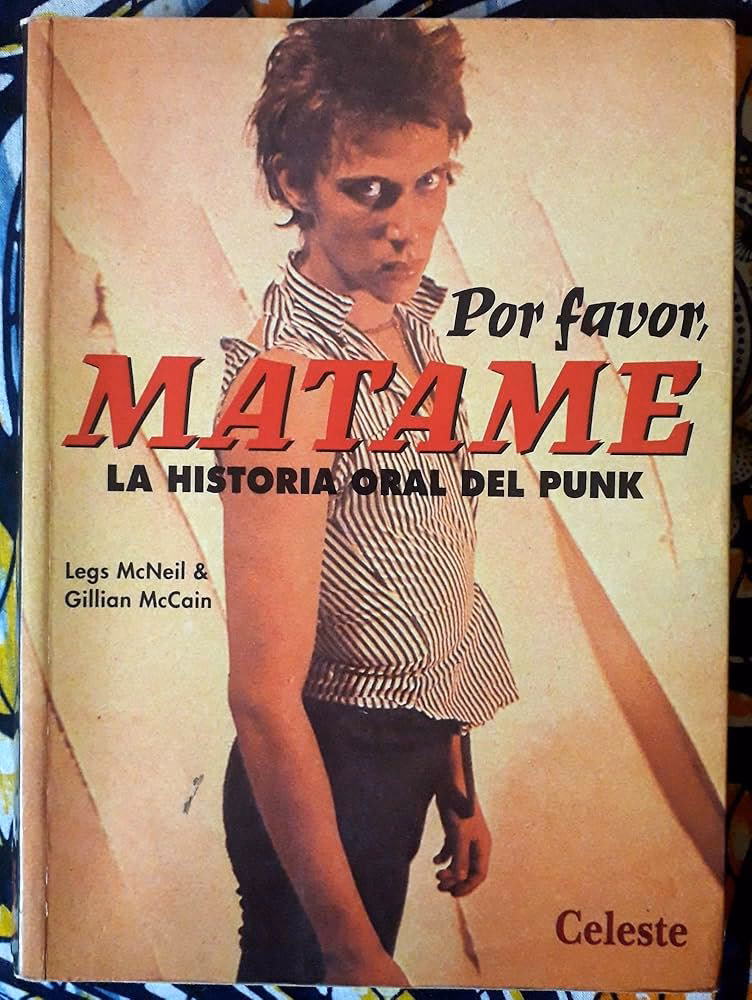 Por favor,
MATAME
LA HISTORIA ORAL DEL PUNK
Legs McNeil &
Gillian McCain
Celeste